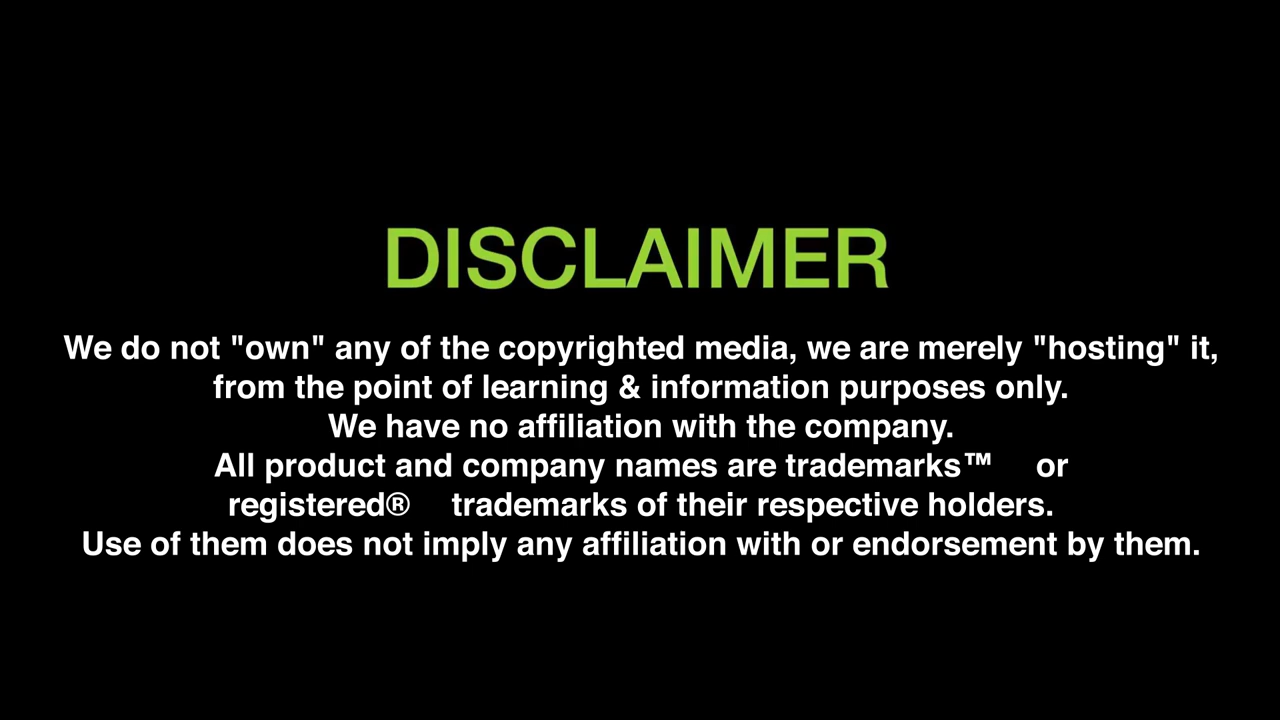 DISCLAIMER
We do not "own" any of the copyrighted media, we are merely "hosting" it,
from the point of learning & information purposes only.
We have no affiliation with the company.
All product and company names are trademarks™ or
registered® trademarks of their respective holders.
Use of them does not imply any affiliation with or endorsement by them.